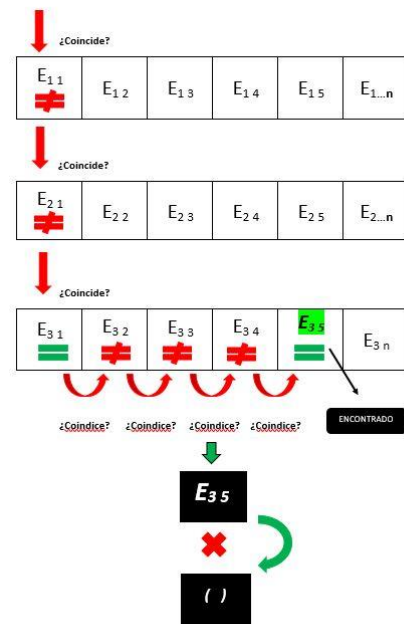 ¿Coincide?
E1 1 E1 2 E1 3 E1 4 E1 5 E1...n
≠
¿Coincide?
E2 1 E2 2 E2 3 E2 4 E2 5 E2...n
≠
¿Coincide?
E3 1 E3 2 E3 3 E3 4 E3 5 E3 n
= ≠ ≠ ≠ =
¿Coindice? ¿Coindice? ¿Coindice? ¿Coindice? ENCONTRADO
E3 5
( )